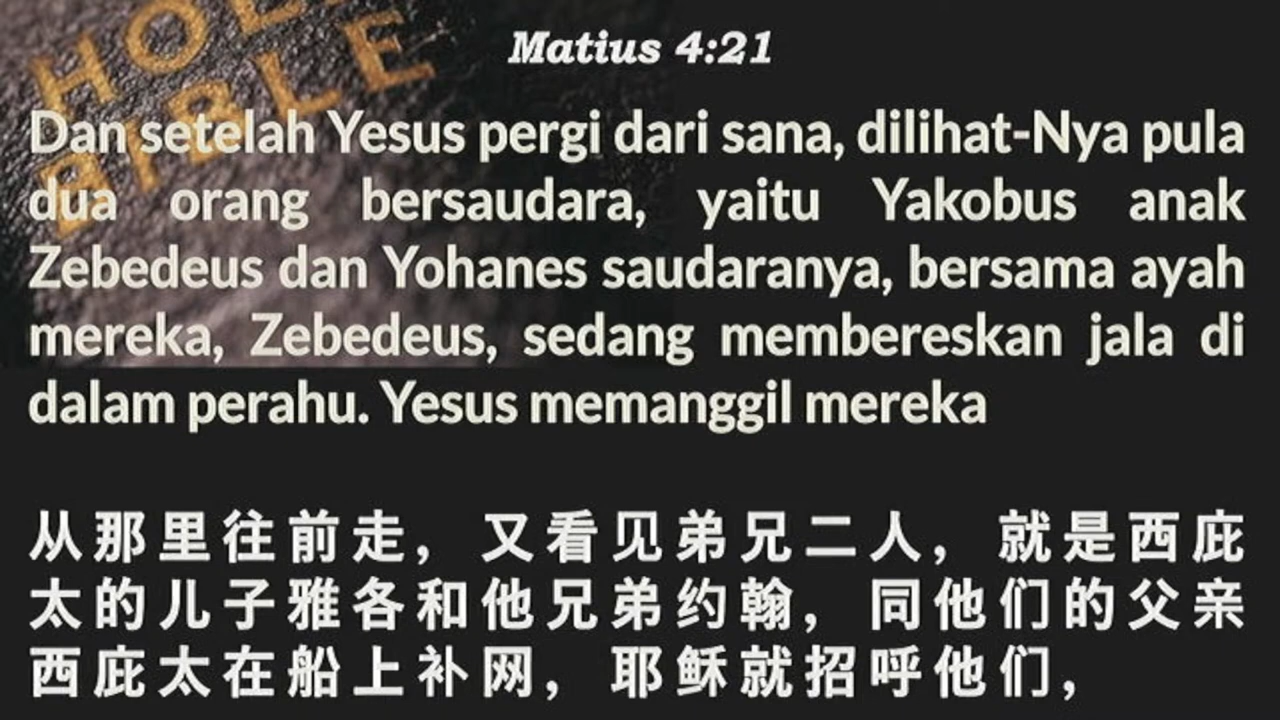 HOLY
BIBLE
Matius 4:21
Dan setelah Yesus pergi dari sana, dilihat-Nya pula
dua orang bersaudara, yaitu Yakobus anak
Zebedeus dan Yohanes saudaranya, bersama ayah
mereka, Zebedeus, sedang membereskan jala di
dalam perahu. Yesus memanggil mereka
从那里往前走，又看见弟兄二人，就是西庇
太的儿子雅各和他兄弟约翰，同他们的父亲
西庇太在船上补网，耶稣就招呼他们，